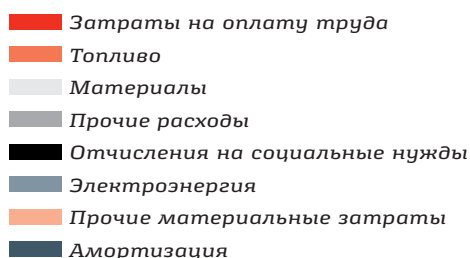 Затраты на оплату труда
Топливо
Материалы
Прочие расходы
Отчисления на социальные нужды
Электроэнергия
Прочие материальные затраты
Амортизация